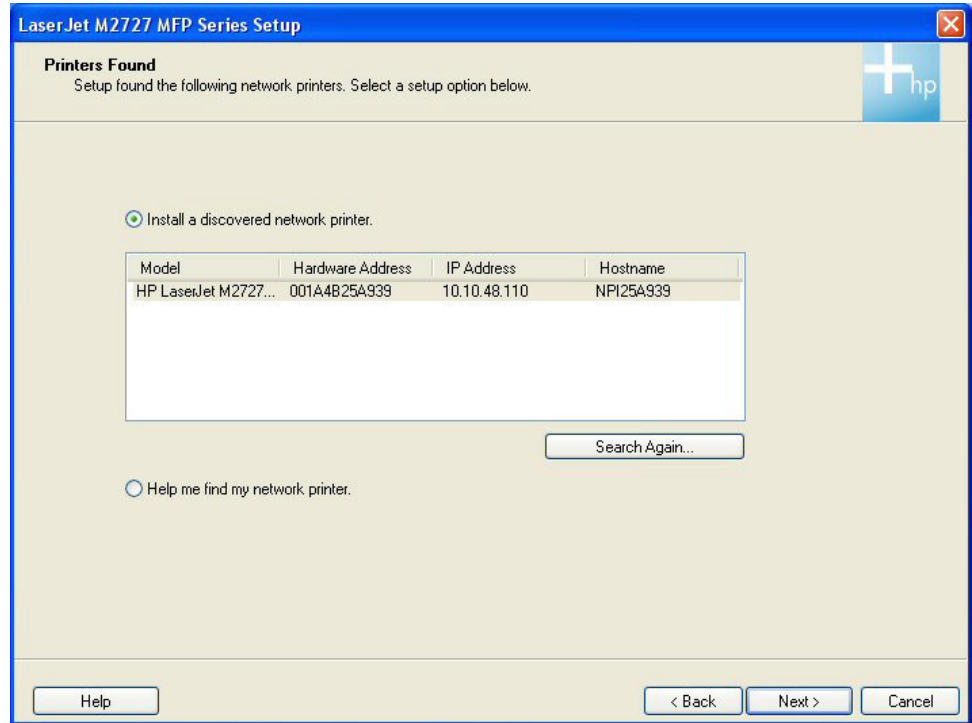 LaserJet M2727 MFP Series Setup
Printers Found
Setup found the following network printers. Select a setup option below.
hp
Install a discovered network printer.
Model Hardware Address IP Address Hostname
HP LaserJet M2727... 001A4B25A939 10.10.48.110 NPI25A939
Search Again...
Help me find my network printer.
Help < Back Next > Cancel